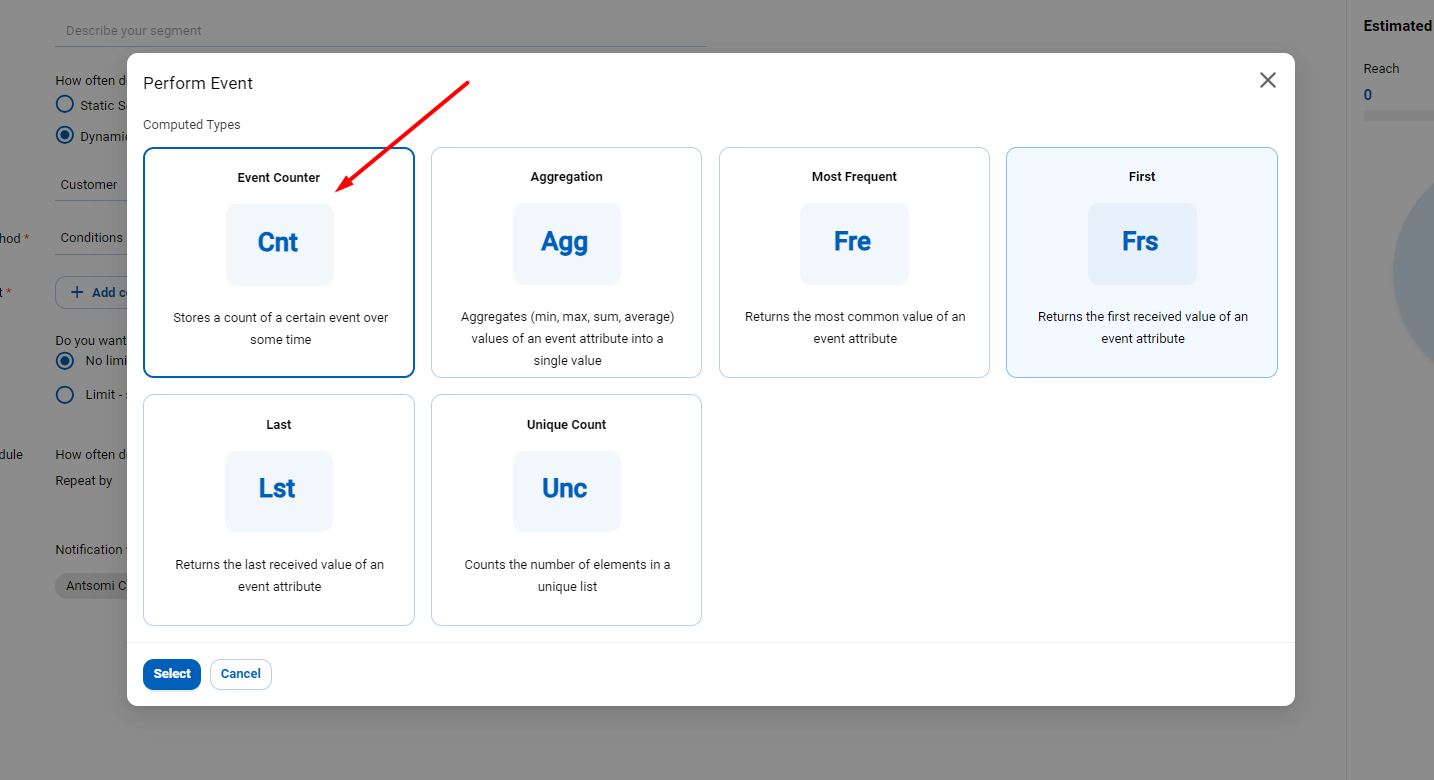 Describe your segment
Estimated
How often d
Static S
Dynamic
Reach
0
Customer
hod *
Conditions
t *
Add c
Do you want
No limi
Limit -
dule
How often d
Repeat by
Notification
Antsomi C
Perform Event
Computed Types
Event Counter
Cnt
Stores a count of a certain event over
some time
Aggregation
Agg
Aggregates (min, max, sum, average)
values of an event attribute into a
single value
Most Frequent
Fre
Returns the most common value of an
event attribute
First
Frs
Returns the first received value of an
event attribute
Last
Lst
Returns the last received value of an
event attribute
Unique Count
Unc
Counts the number of elements in a
unique list
Select
Cancel